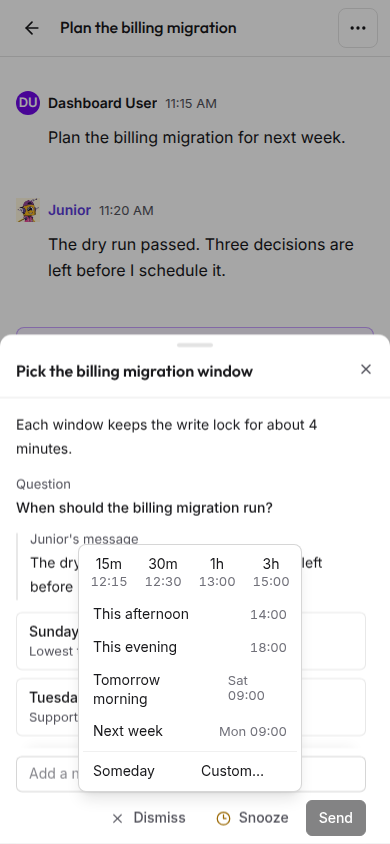 Plan the billing migration
DU Dashboard User 11:15 AM
Plan the billing migration for next week.
Junior 11:20 AM
The dry run passed. Three decisions are
left before I schedule it.
Pick the billing migration window
Each window keeps the write lock for about 4
minutes.
Question
When should the billing migration run?
Junior's message
The dry left
before
15m 30m 1h 3h
12:15 12:30 13:00 15:00
This afternoon 14:00
This evening 18:00
Tomorrow
morning
Sat
09:00
Next week Mon 09:00
Someday Custom...
Sunday
Lowest
Tuesda
Support
Add a
Dismiss Snooze Send